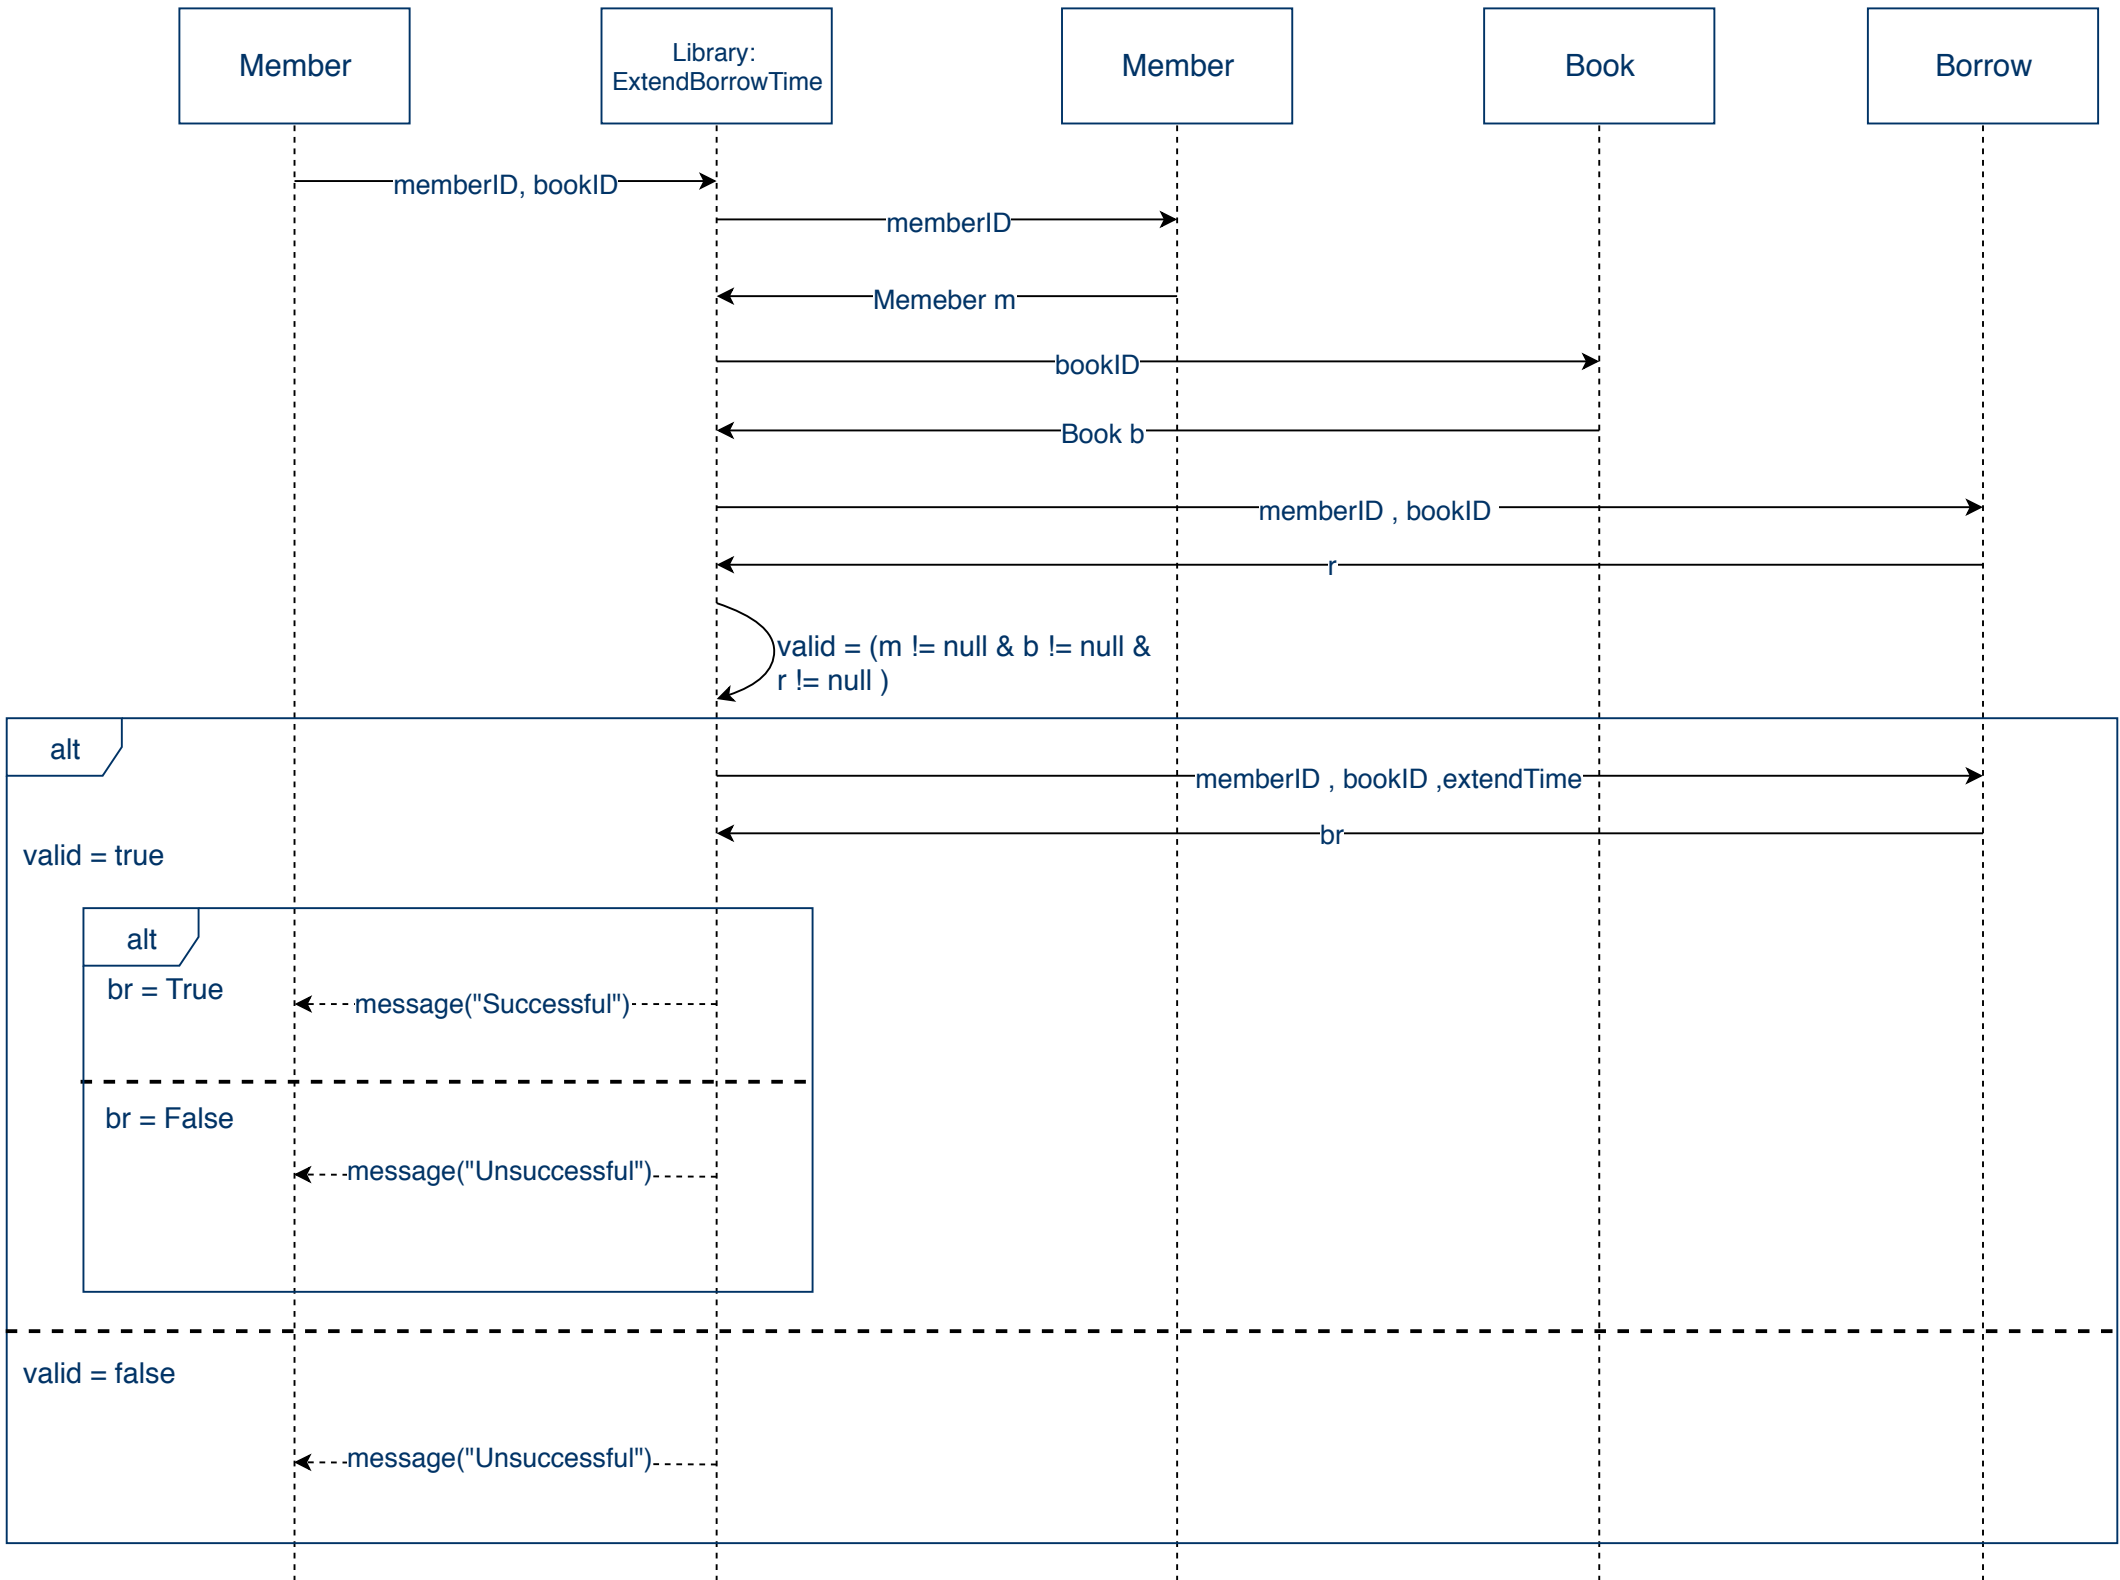 Member
Library:
ExtendBorrowTime
Member
Book
Borrow
memberID, bookID
memberID
Memeber m
bookID
Book b
memberID , bookID
r
valid = (m != null & b != null &
r != null )
alt
memberID , bookID ,extendTime
br
valid = true
alt
br = True
message("Successful")
br = False
message("Unsuccessful")
valid = false
message("Unsuccessful")